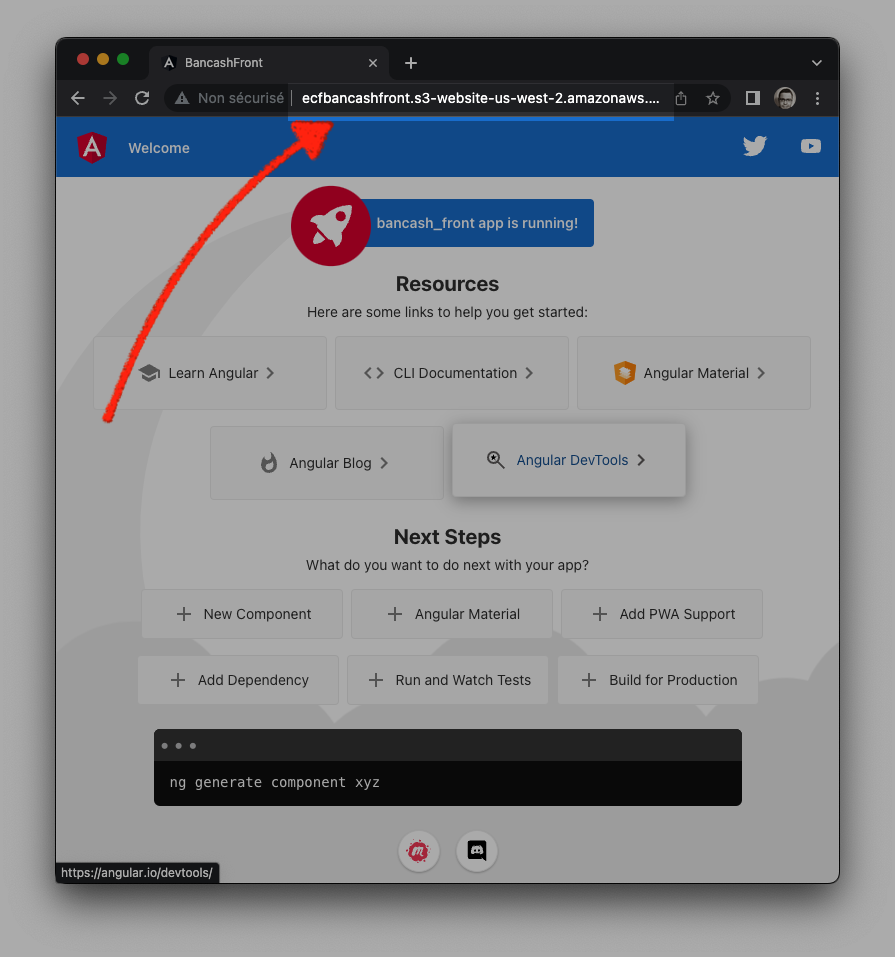 BancashFront
Non sécurisé | ecfbancashfront.s3-website-us-west-2.amazonaws....
Welcome
bancash_front app is running!
Resources
Here are some links to help you get started:
Learn Angular
CLI Documentation
Angular Material
Angular Blog
Angular DevTools
Next Steps
What do you want to do next with your app?
New Component
Angular Material
Add PWA Support
Add Dependency
Run and Watch Tests
Build for Production
ng generate component xyz
https://angular.io/devtools/